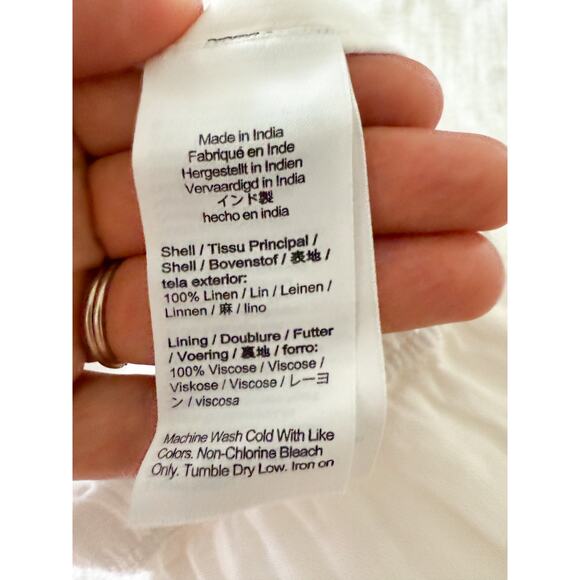 Made in India
Fabriqué en Inde
Hergestellt in Indien
Vervaardigd in India
インド製
hecho en india
Shell / Tissu Principal /
Shell / Bovenstof / 表地 /
tela exterior:
100% Linen / Lin / Leinen /
Linnen / 麻 / lino
Lining / Doublure / Futter
/ Voering / 裏地 / forro:
100% Viscose / Viscose /
Viskose / Viscose / レーヨ
ン / viscosa
Machine Wash Cold With Like
Colors. Non-Chlorine Bleach
Only. Tumble Dry Low. Iron on